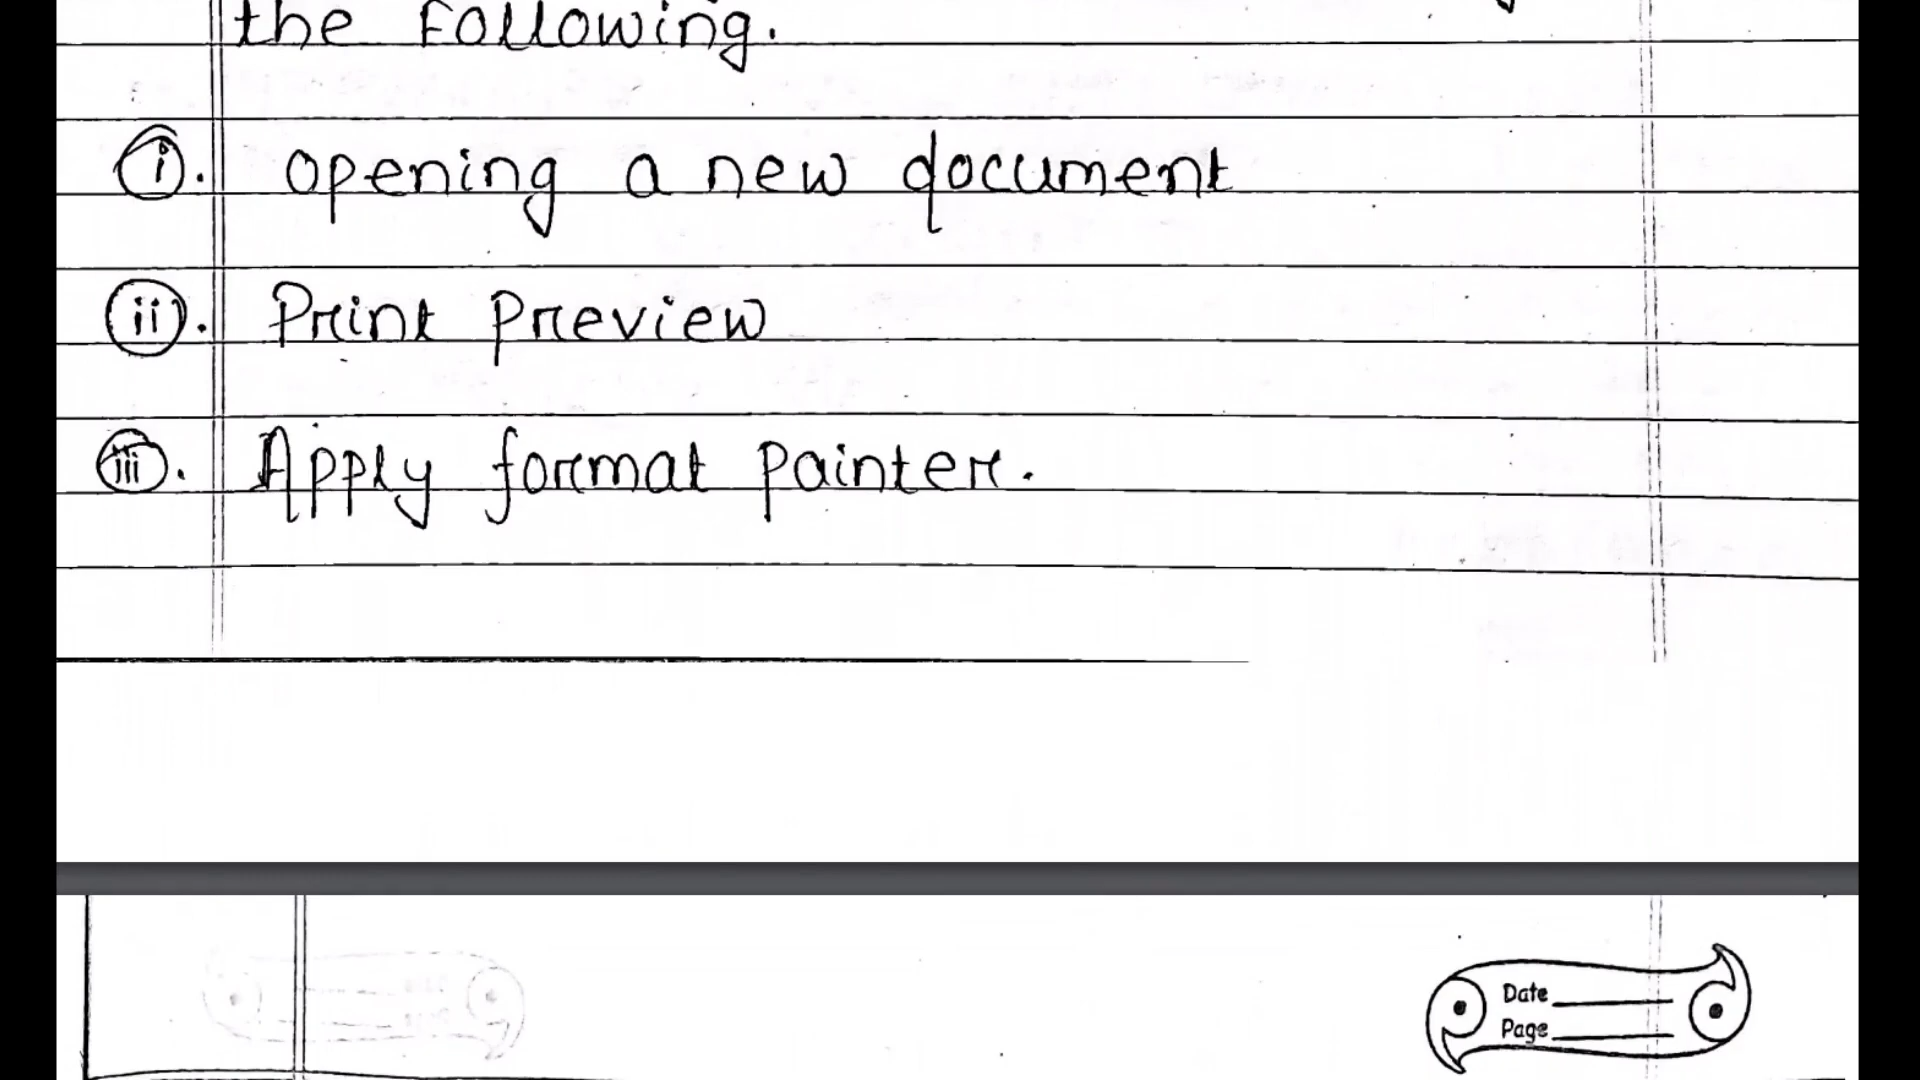 the Following.
(i). opening a new document
(ii). Print Preview
(iii). Apply format painter.
Date
Page